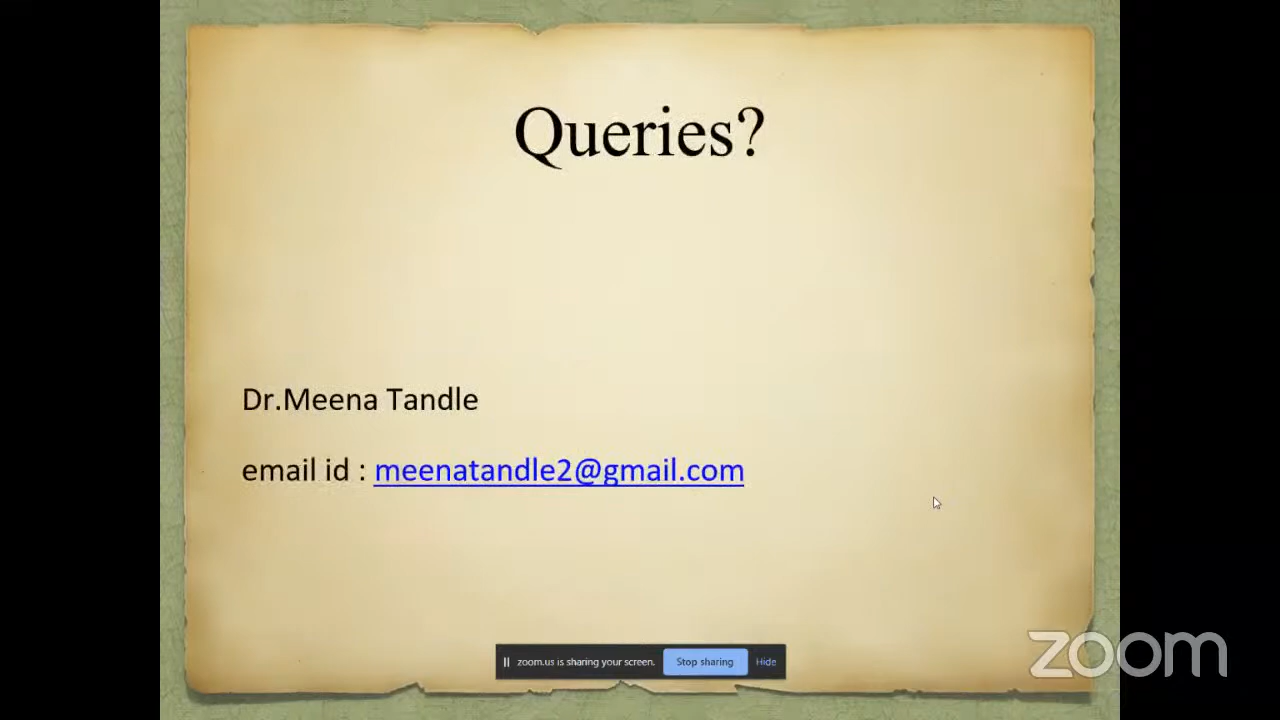 Queries?
Dr.Meena Tandle
email id : meenatandle2@gmail.com
zoom.us is sharing your screen. Stop sharing Hide
zoom